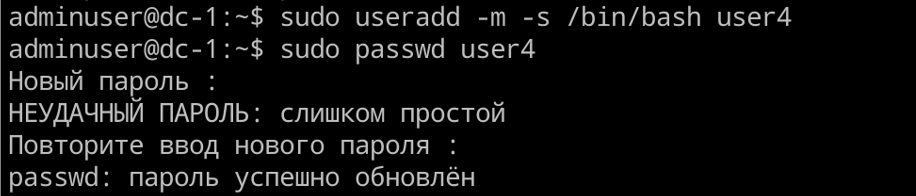 adminuser@dc-1:~$ sudo useradd -m -s /bin/bash user4
adminuser@dc-1:~$ sudo passwd user4
Новый пароль :
НЕУДАЧНЫЙ ПАРОЛЬ: слишком простой
Повторите ввод нового пароля :
passwd: пароль успешно обновлён